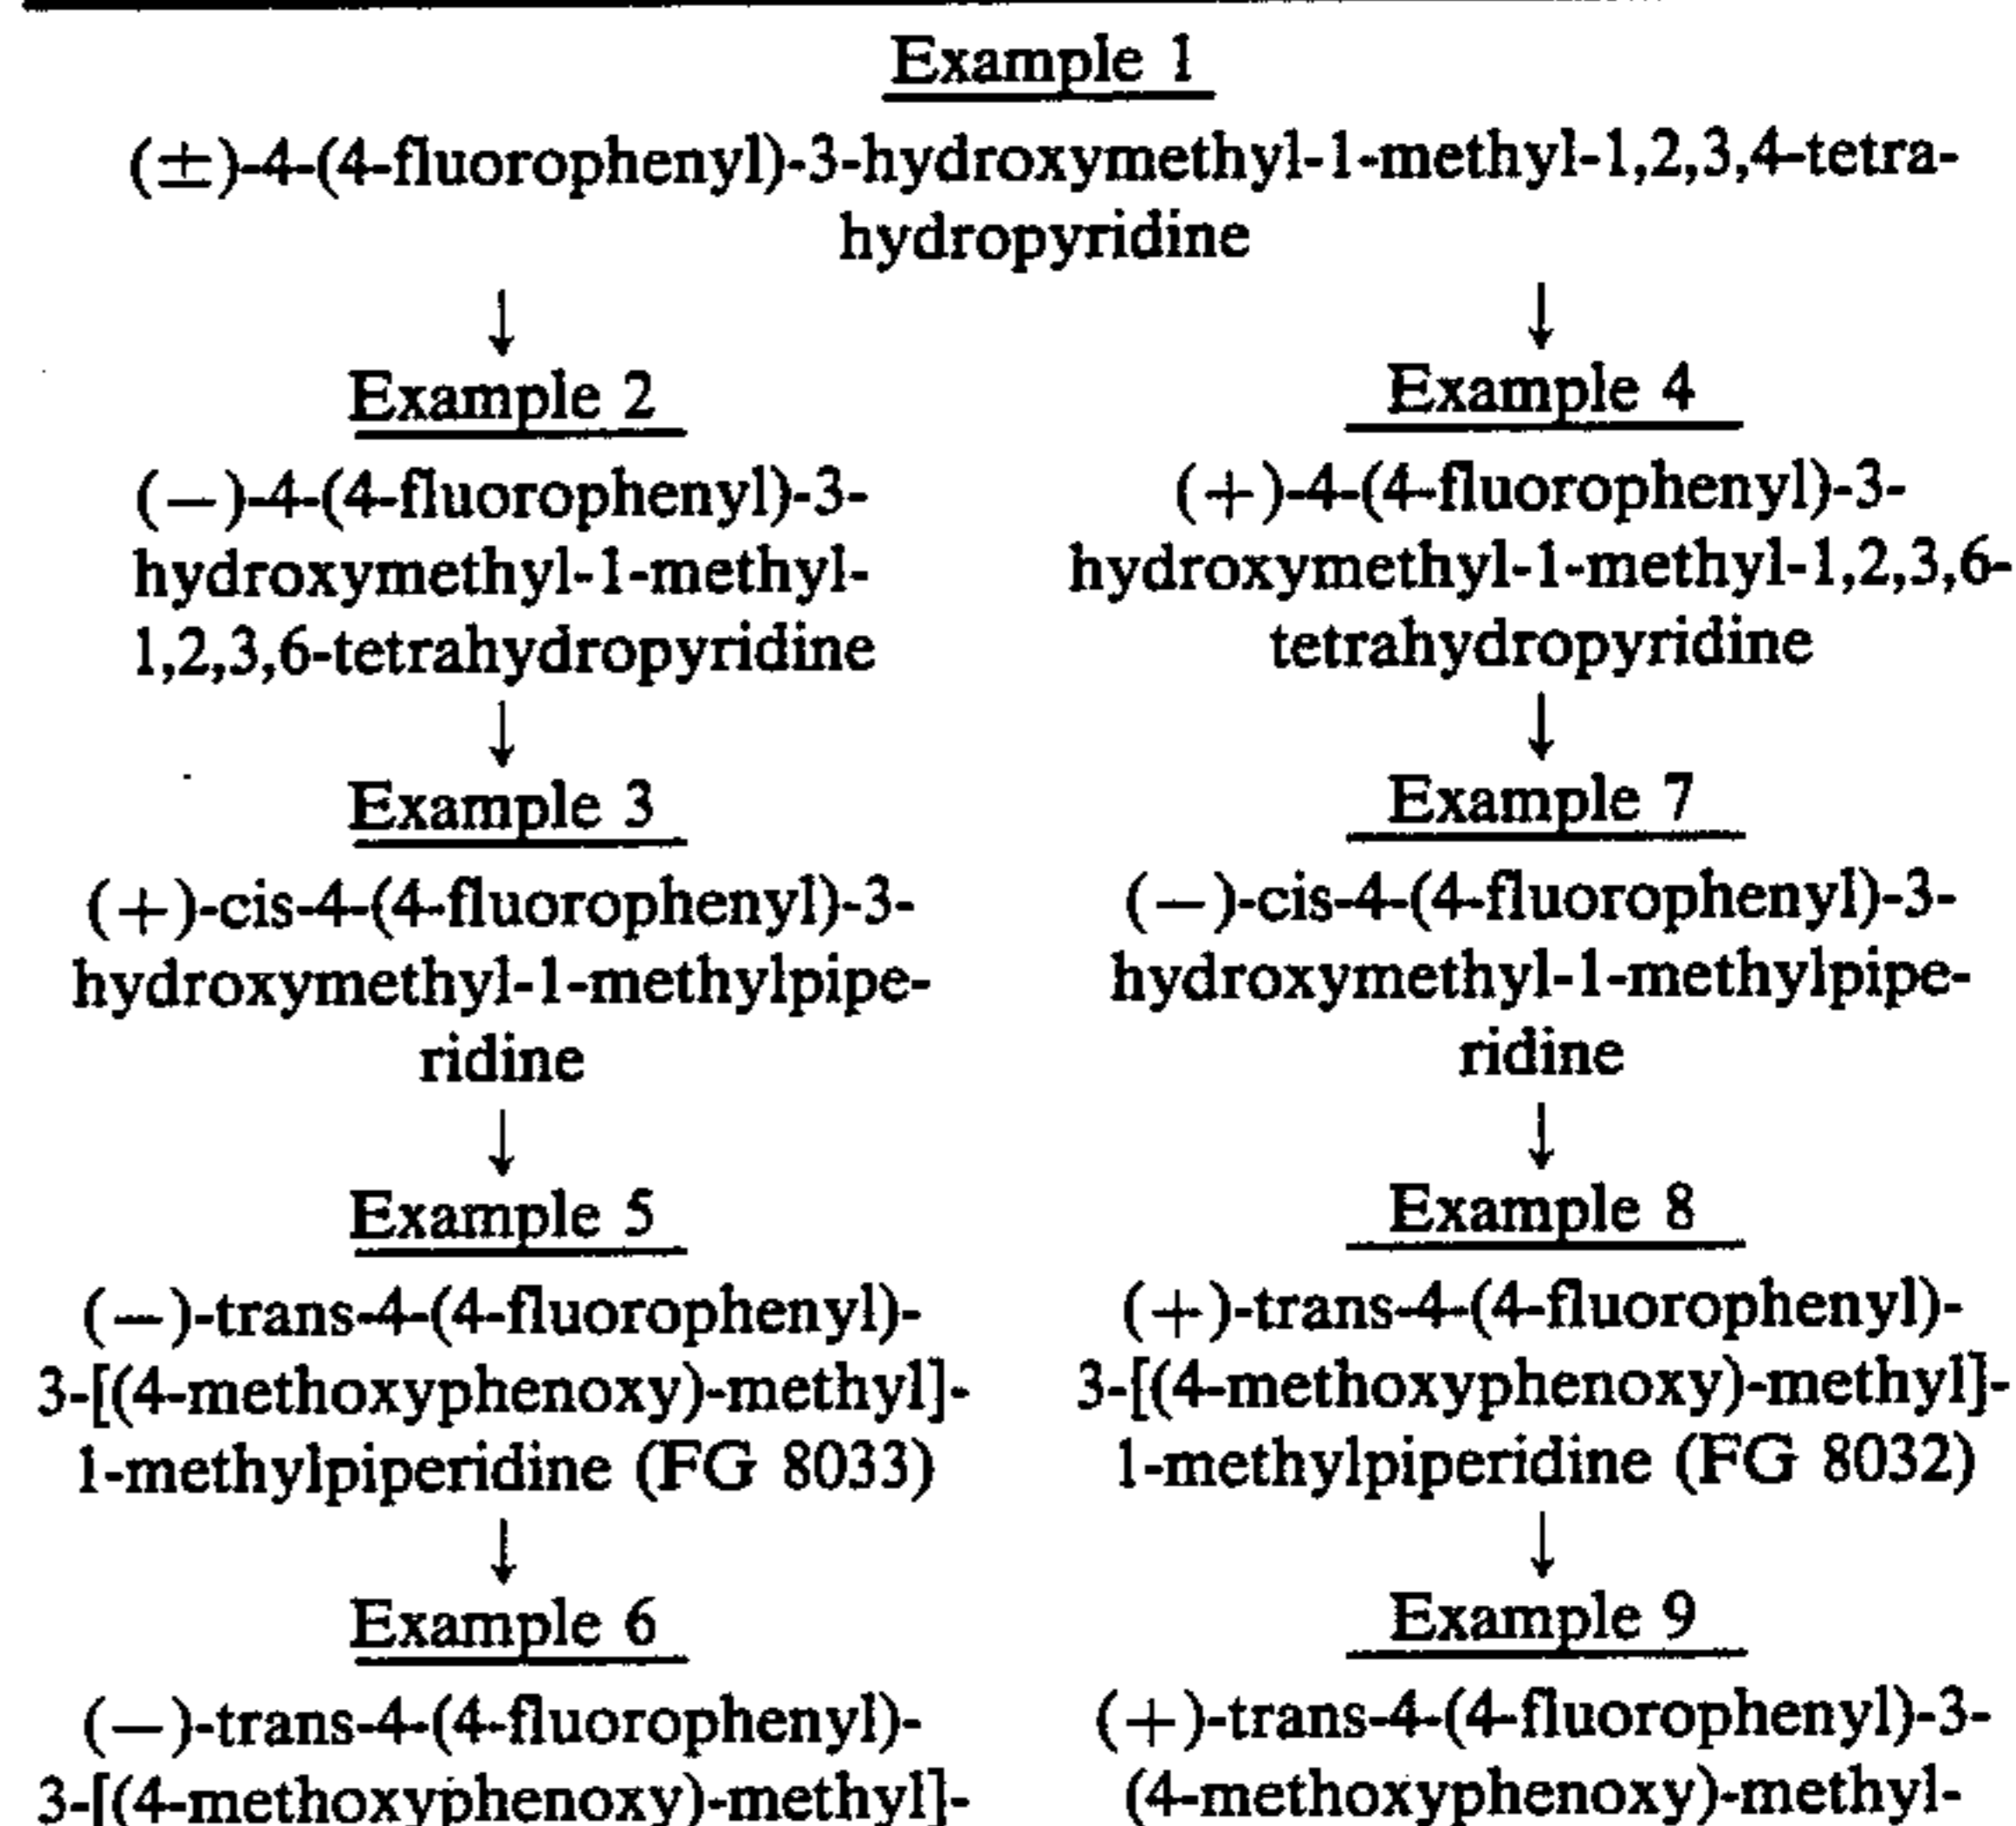 Example 1
(±)-4-(4-fluorophenyl)-3-hydroxymethyl-1-methyl-1,2,3,4-tetra-
hydropyridine
↓
Example 2
(−)-4-(4-fluorophenyl)-3-
hydroxymethyl-1-methyl-
1,2,3,6-tetrahydropyridine
↓
Example 3
(+)-cis-4-(4-fluorophenyl)-3-
hydroxymethyl-1-methylpipe-
ridine
↓
Example 5
(−)-trans-4-(4-fluorophenyl)-
3-[(4-methoxyphenoxy)-methyl]-
1-methylpiperidine (FG 8033)
↓
Example 6
(−)-trans-4-(4-fluorophenyl)-
3-[(4-methoxyphenoxy)-methyl]-
↓
Example 4
(+)-4-(4-fluorophenyl)-3-
hydroxymethyl-1-methyl-1,2,3,6-
tetrahydropyridine
↓
Example 7
(−)-cis-4-(4-fluorophenyl)-3-
hydroxymethyl-1-methylpipe-
ridine
↓
Example 8
(+)-trans-4-(4-fluorophenyl)-
3-[(4-methoxyphenoxy)-methyl]-
1-methylpiperidine (FG 8032)
↓
Example 9
(+)-trans-4-(4-fluorophenyl)-3-
(4-methoxyphenoxy)-methyl-